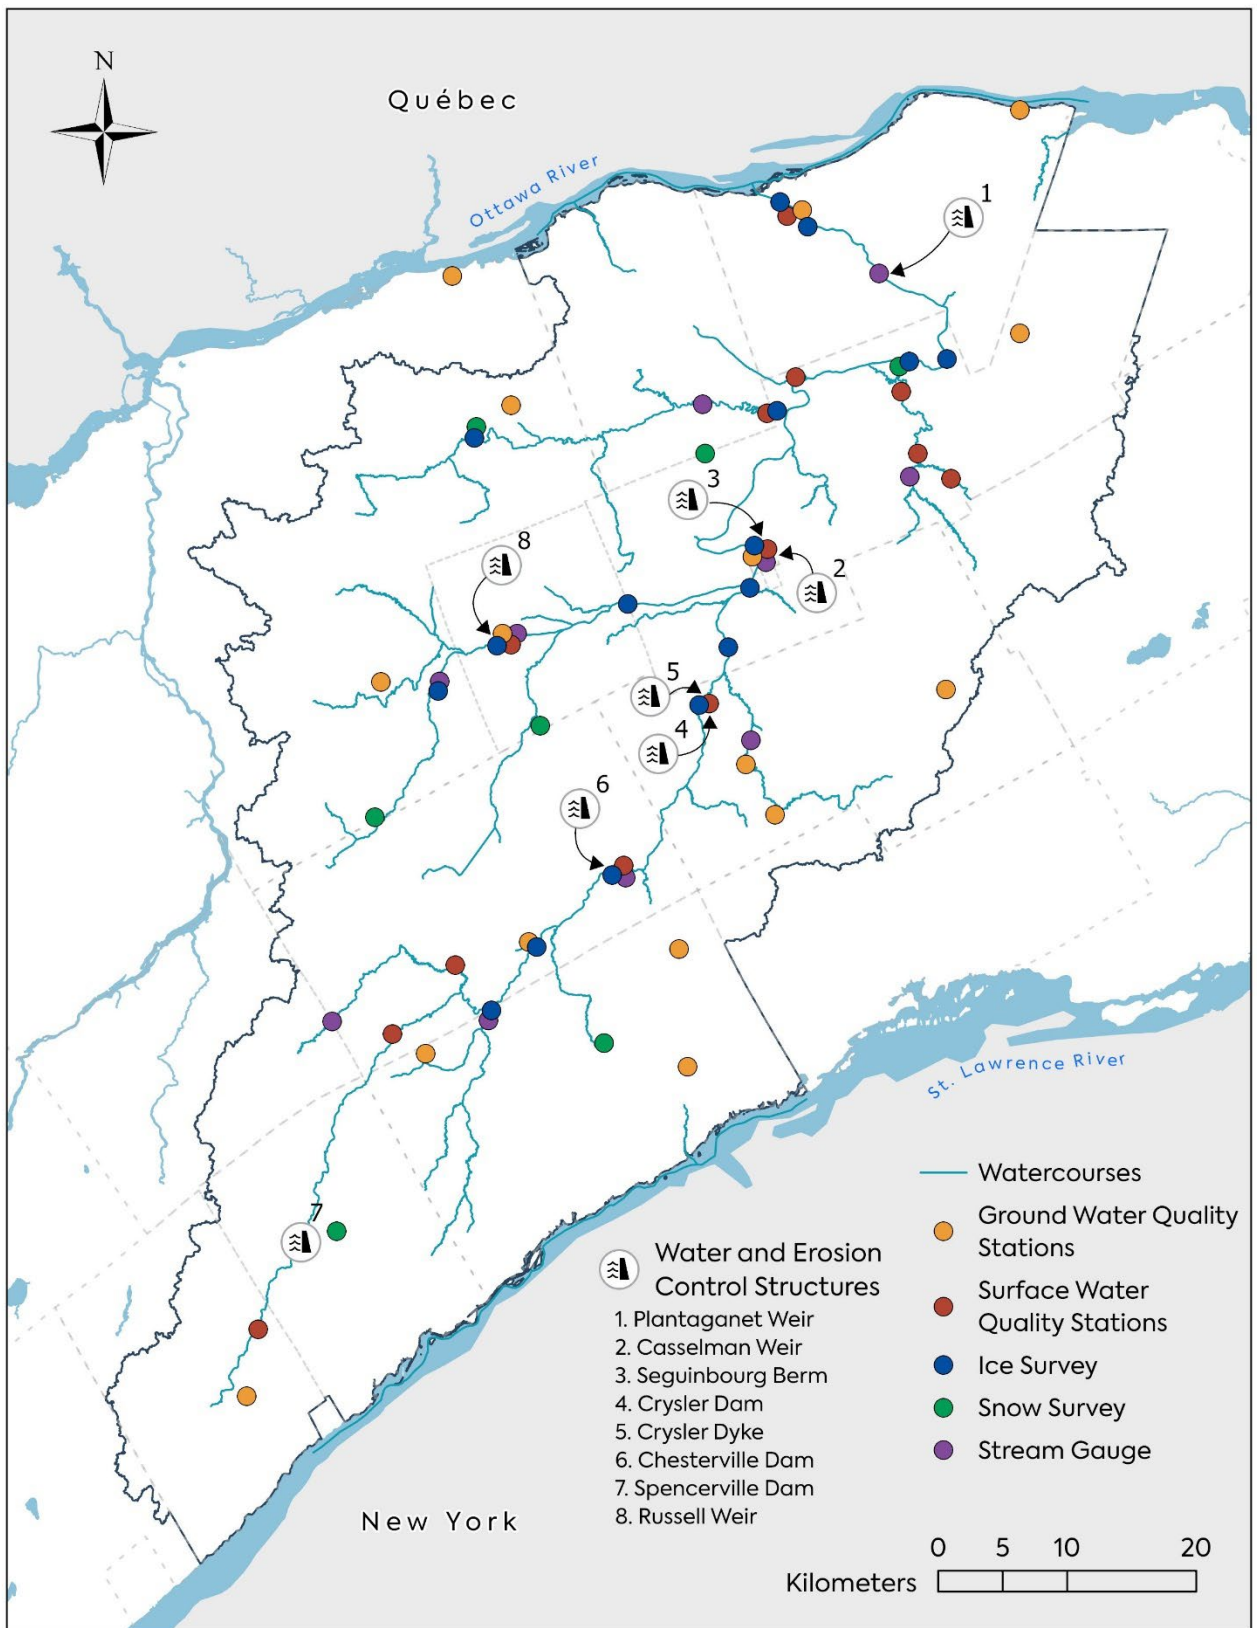 N
Québec
Ottawa River
1
3
8
2
5
4
6
7
St. Lawrence River
Watercourses
Ground Water Quality
Stations
Surface Water
Quality Stations
Ice Survey
Snow Survey
Stream Gauge
Water and Erosion
Control Structures
1. Plantaganet Weir
2. Casselman Weir
3. Seguinbourg Berm
4. Crysler Dam
5. Crysler Dyke
6. Chesterville Dam
7. Spencerville Dam
8. Russell Weir
New York
0 5 10 20
Kilometers